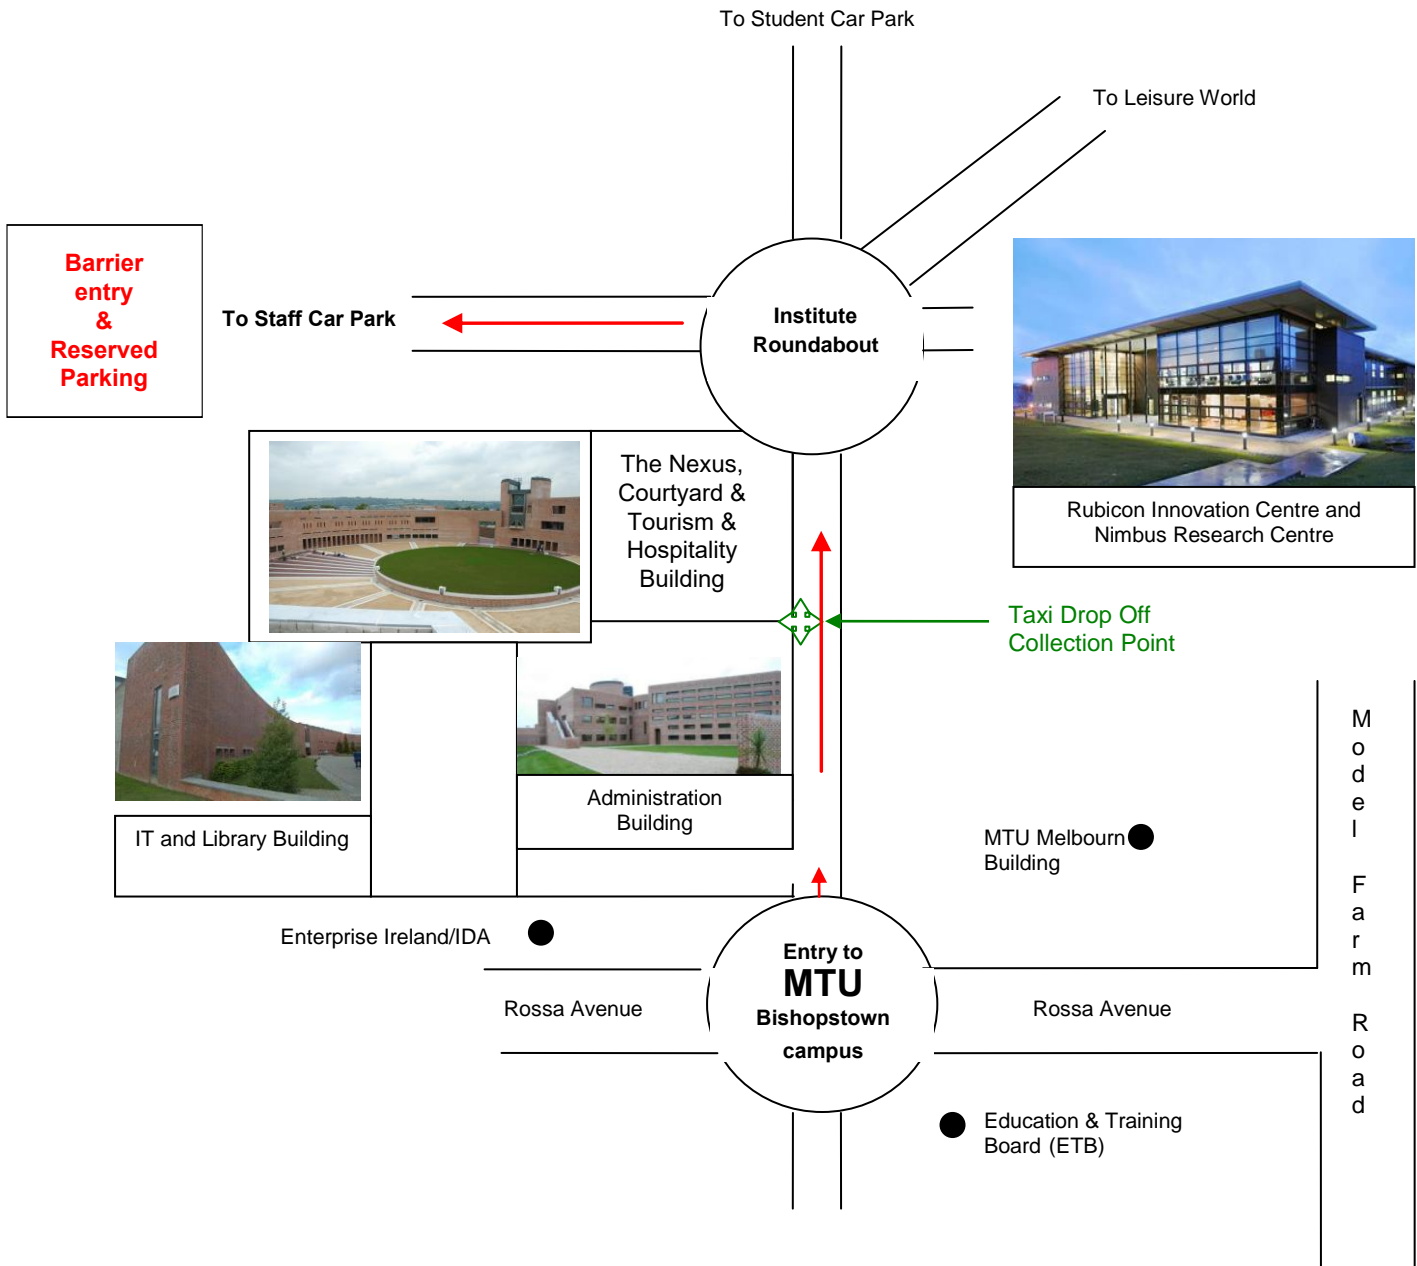 To Student Car Park
To Leisure World
Barrier
entry
&
Reserved
Parking
To Staff Car Park
Institute
Roundabout
The Nexus,
Courtyard &
Tourism &
Hospitality
Building
Rubicon Innovation Centre and
Nimbus Research Centre
Taxi Drop Off
Collection Point
IT and Library Building
Administration
Building
MTU Melbourn
Building
Model Farm Road
Enterprise Ireland/IDA
Entry to
MTU
Bishopstown
campus
Rossa Avenue
Rossa Avenue
Education & Training
Board (ETB)